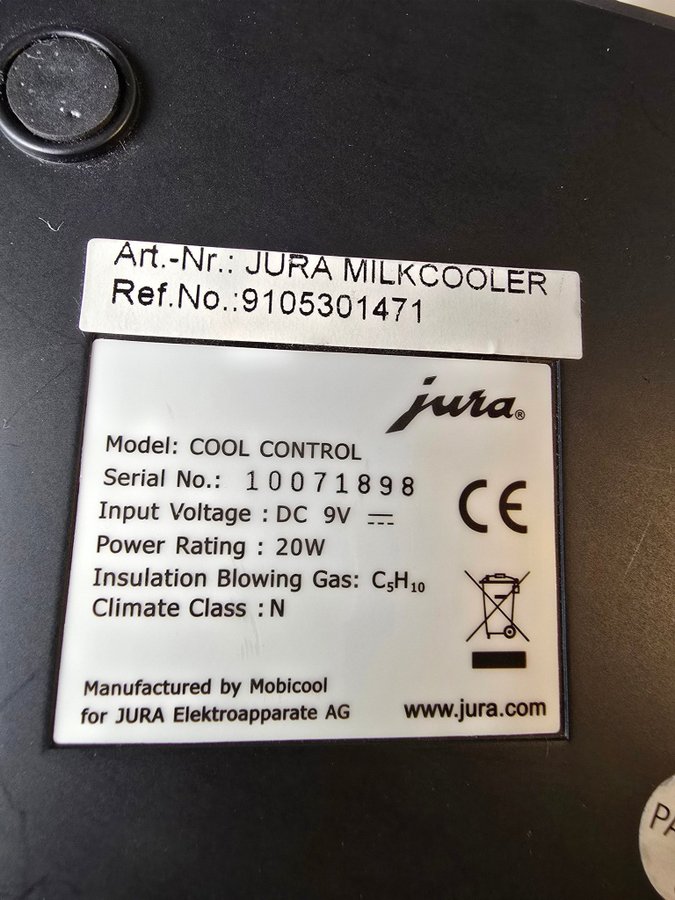 Art.-Nr.: JURA MILKCOOLER
Ref.No.:9105301471
jura®
Model: COOL CONTROL
Serial No.: 10071898
Input Voltage : DC 9V ⎓
Power Rating : 20W
Insulation Blowing Gas: C₅H₁₀
Climate Class : N
CE
Manufactured by Mobicool
for JURA Elektroapparate AG
www.jura.com